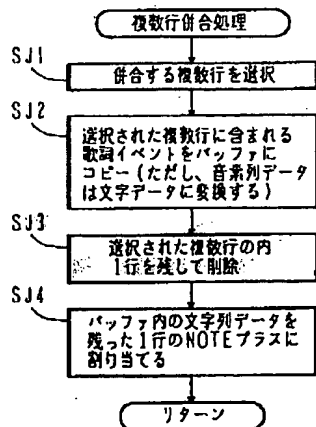 複数行併合処理
SJ1
併合する複数行を選択
SJ2
選択された複数行に含まれる
歌詞イベントをバッファに
コピー(ただし、音素列データ
は文字データに変換する)
SJ3
選択された複数行の内
1行を残して削除
SJ4
バッファ内の文字列データを
残った1行のNOTEプラスに
割り当てる
リターン